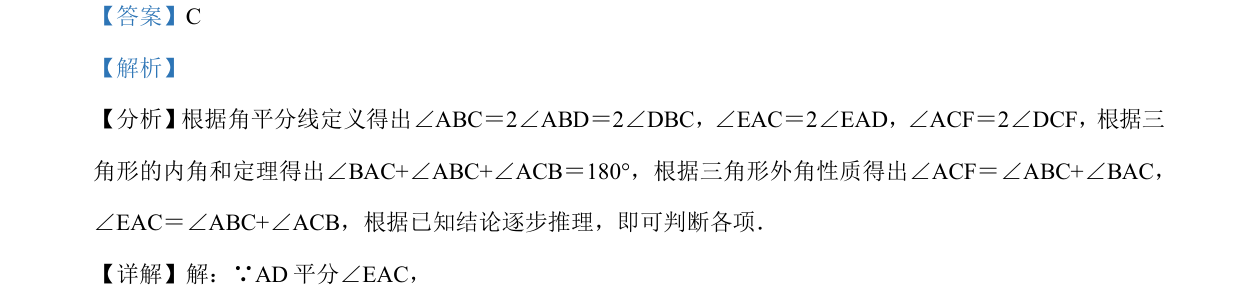 【答案】C
【解析】
【分析】根据角平分线定义得出∠ABC＝2∠ABD＝2∠DBC，∠EAC＝2∠EAD，∠ACF＝2∠DCF，根据三
角形的内角和定理得出∠BAC+∠ABC+∠ACB＝180°，根据三角形外角性质得出∠ACF＝∠ABC+∠BAC，
∠EAC＝∠ABC+∠ACB，根据已知结论逐步推理，即可判断各项．
【详解】解：∵AD 平分∠EAC，